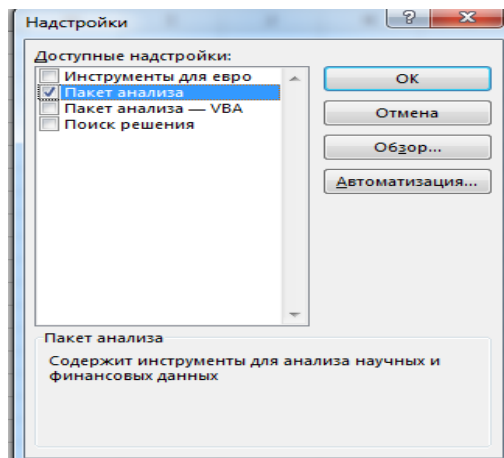 Надстройки
?
Доступные надстройки:
Инструменты для евро
Пакет анализа
Пакет анализа — VBA
Поиск решения
ОК
Отмена
Обзор...
Автоматизация...
Пакет анализа
Содержит инструменты для анализа научных и
финансовых данных